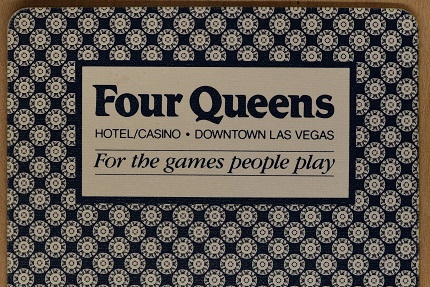 Four Queens
HOTEL/CASINO • DOWNTOWN LAS VEGAS
For the games people play